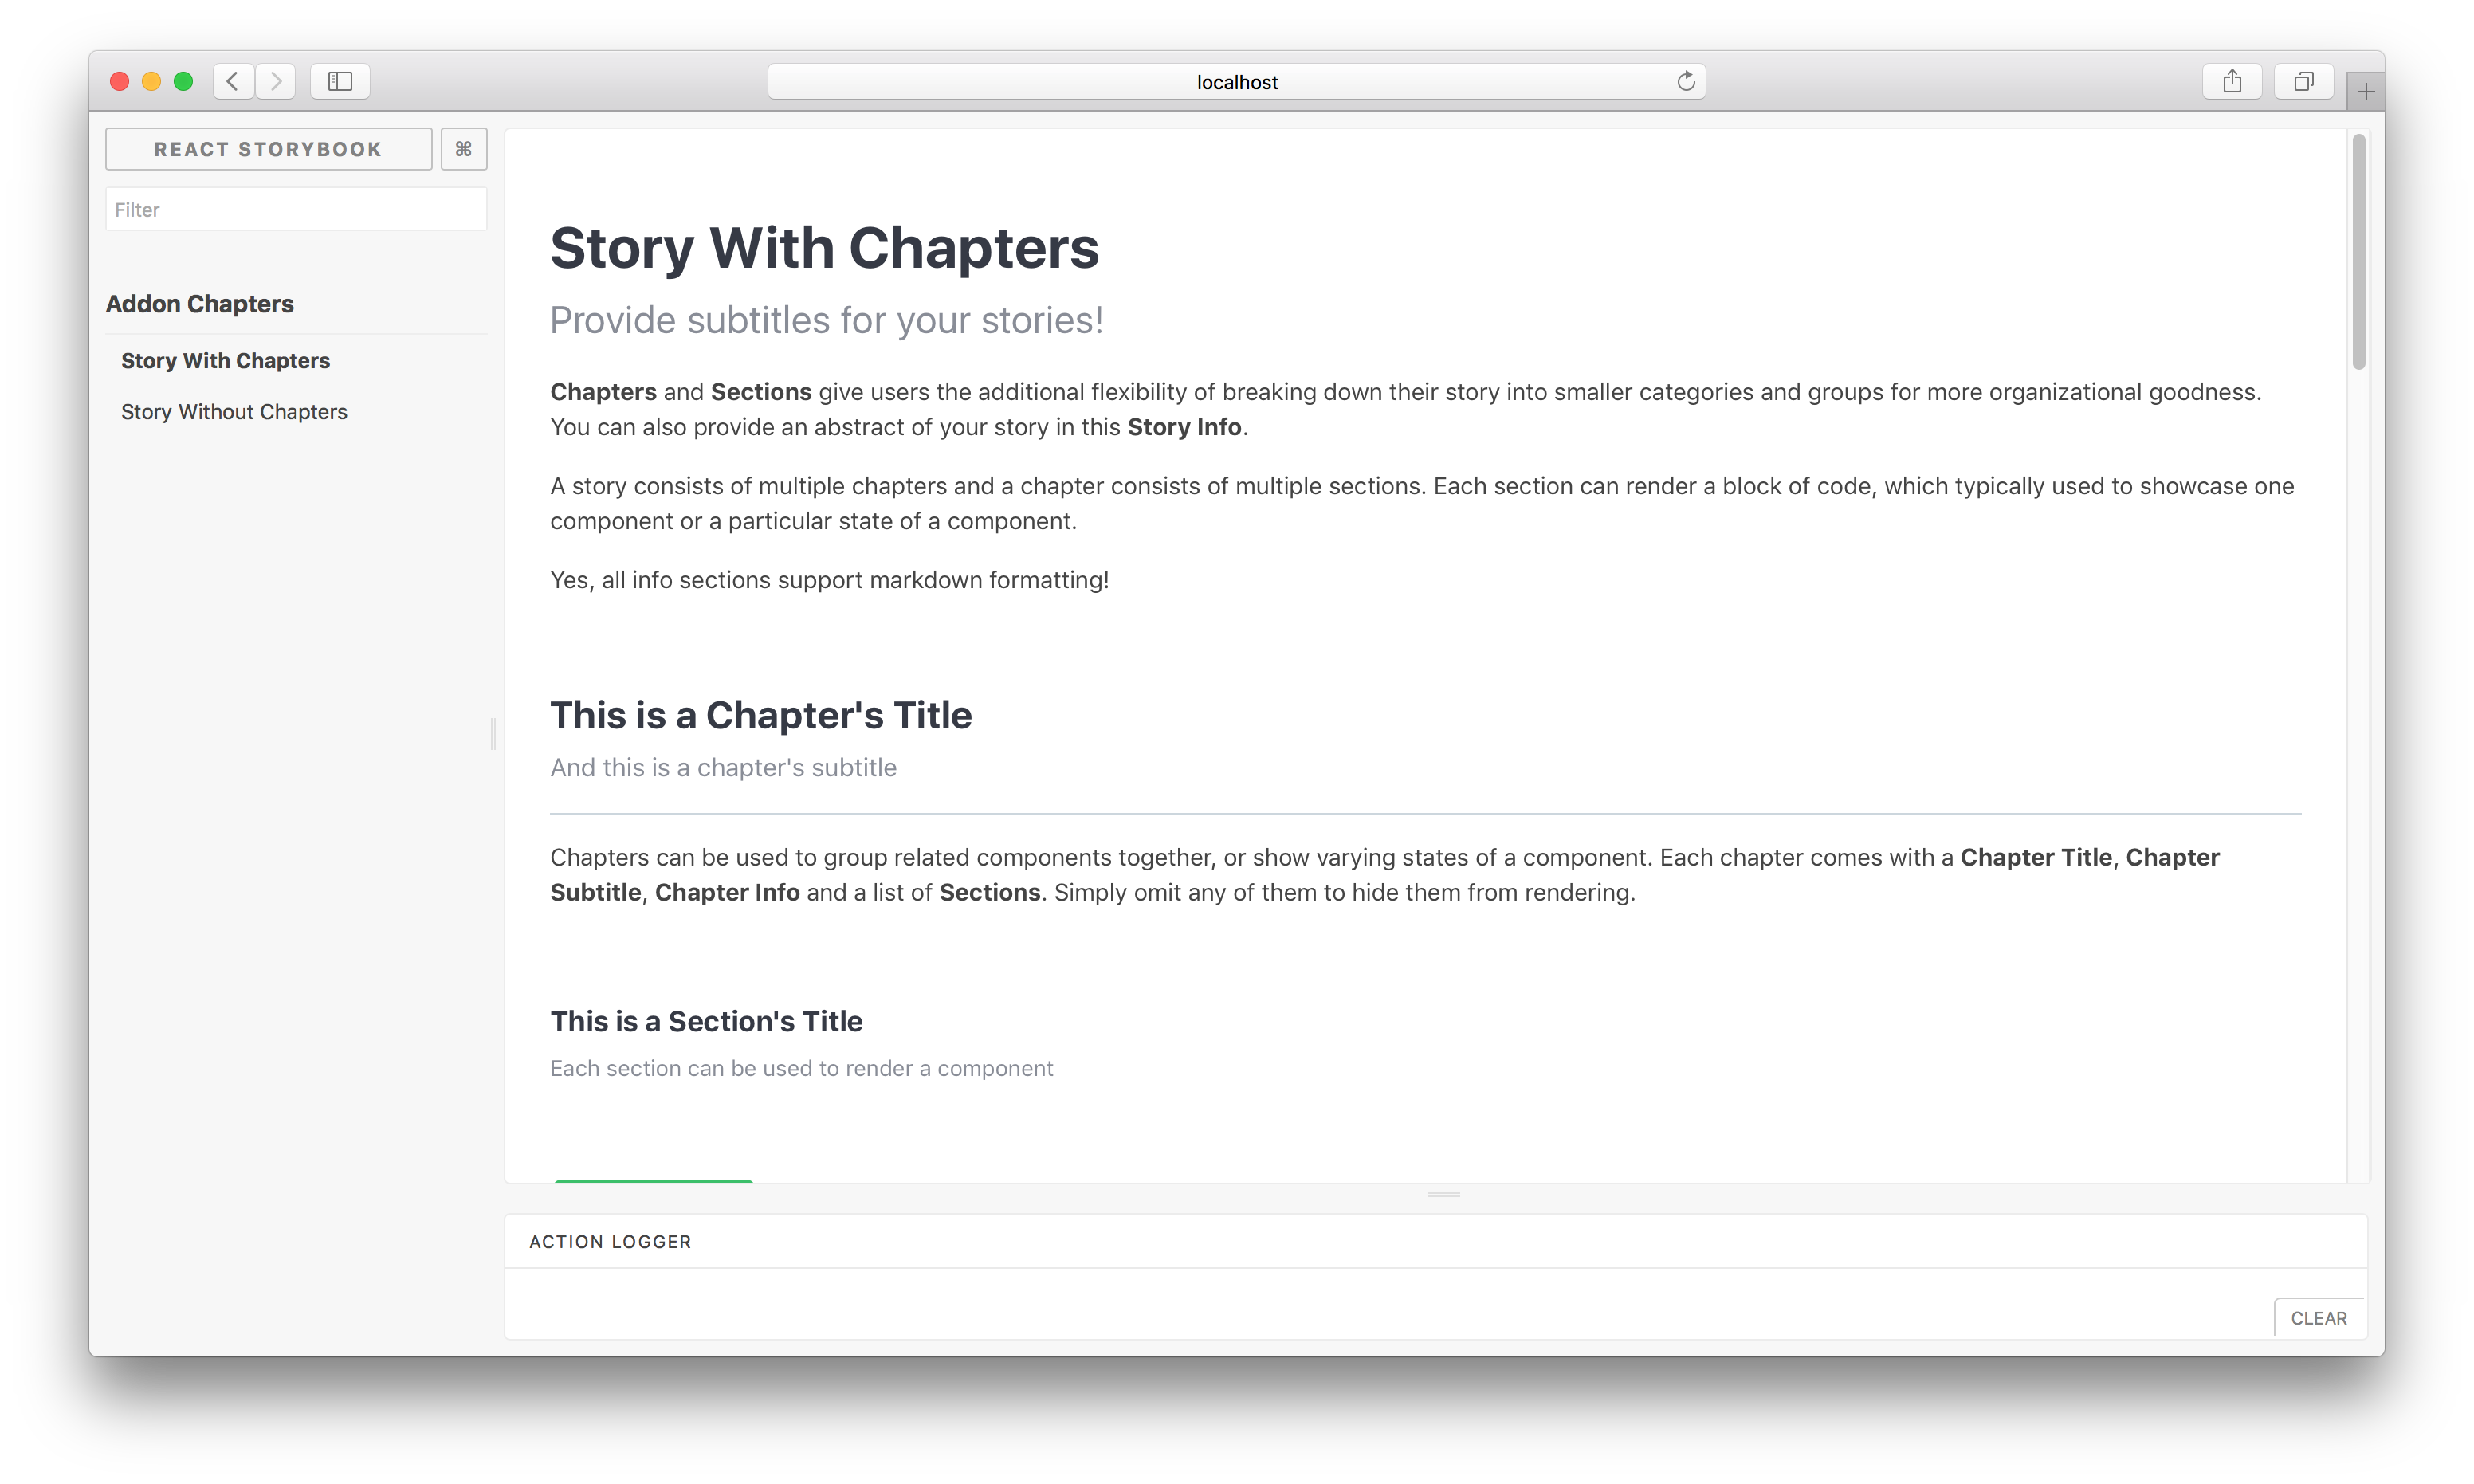 localhost
REACT STORYBOOK
⌘
Filter
Addon Chapters
Story With Chapters
Story Without Chapters
Story With Chapters
Provide subtitles for your stories!
Chapters and Sections give users the additional flexibility of breaking down their story into smaller categories and groups for more organizational goodness.
You can also provide an abstract of your story in this Story Info.
A story consists of multiple chapters and a chapter consists of multiple sections. Each section can render a block of code, which typically used to showcase one
component or a particular state of a component.
Yes, all info sections support markdown formatting!
This is a Chapter's Title
And this is a chapter's subtitle
Chapters can be used to group related components together, or show varying states of a component. Each chapter comes with a Chapter Title, Chapter
Subtitle, Chapter Info and a list of Sections. Simply omit any of them to hide them from rendering.
This is a Section's Title
Each section can be used to render a component
ACTION LOGGER
CLEAR